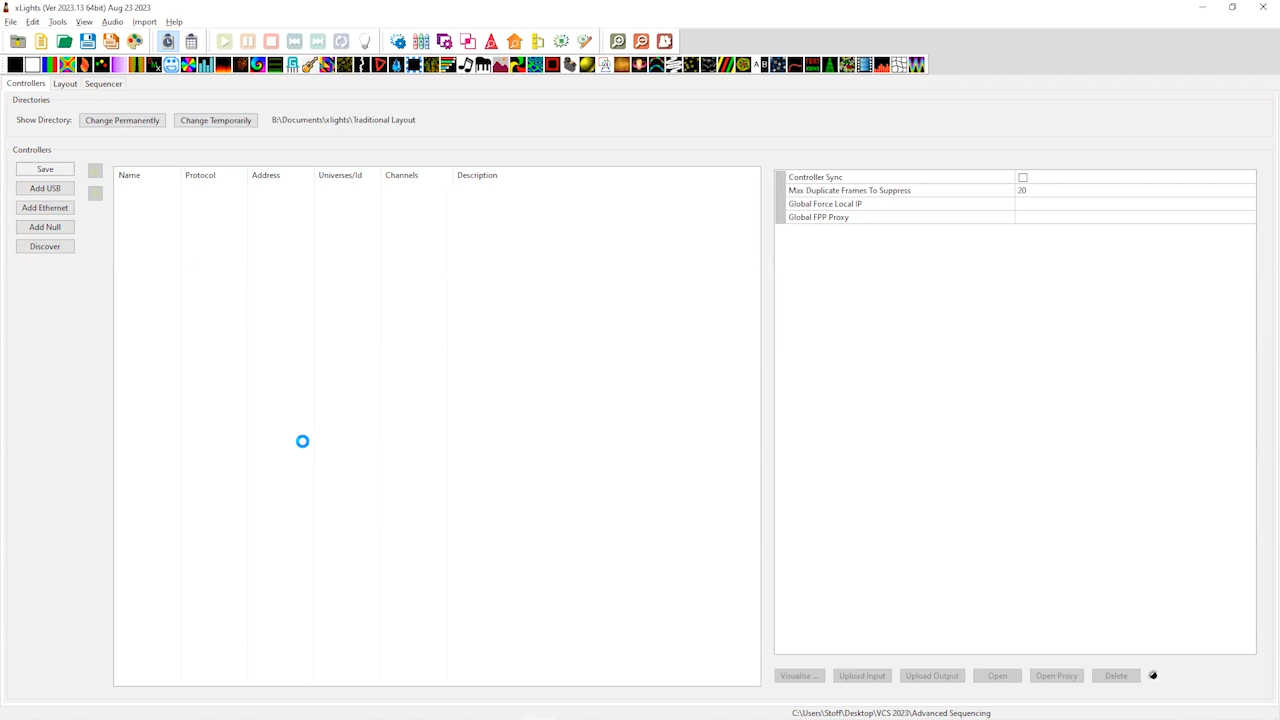 xLights (Ver 2023.13 64bit) Aug 23 2023
File Edit Tools View Audio Import Help
Controllers Layout Sequencer
Directories
Show Directory: Change Permanently Change Temporarily B:\Documents\xlights\Traditional Layout
Controllers
Save
Add USB
Add Ethernet
Add Null
Discover
Name Protocol Address Universes/Id Channels Description
Controller Sync
Max Duplicate Frames To Suppress 20
Global Force Local IP
Global FPP Proxy
Visualise ... Upload Input Upload Output Open Open Proxy Delete
C:\Users\Stoff\Desktop\VCS 2023\Advanced Sequencing